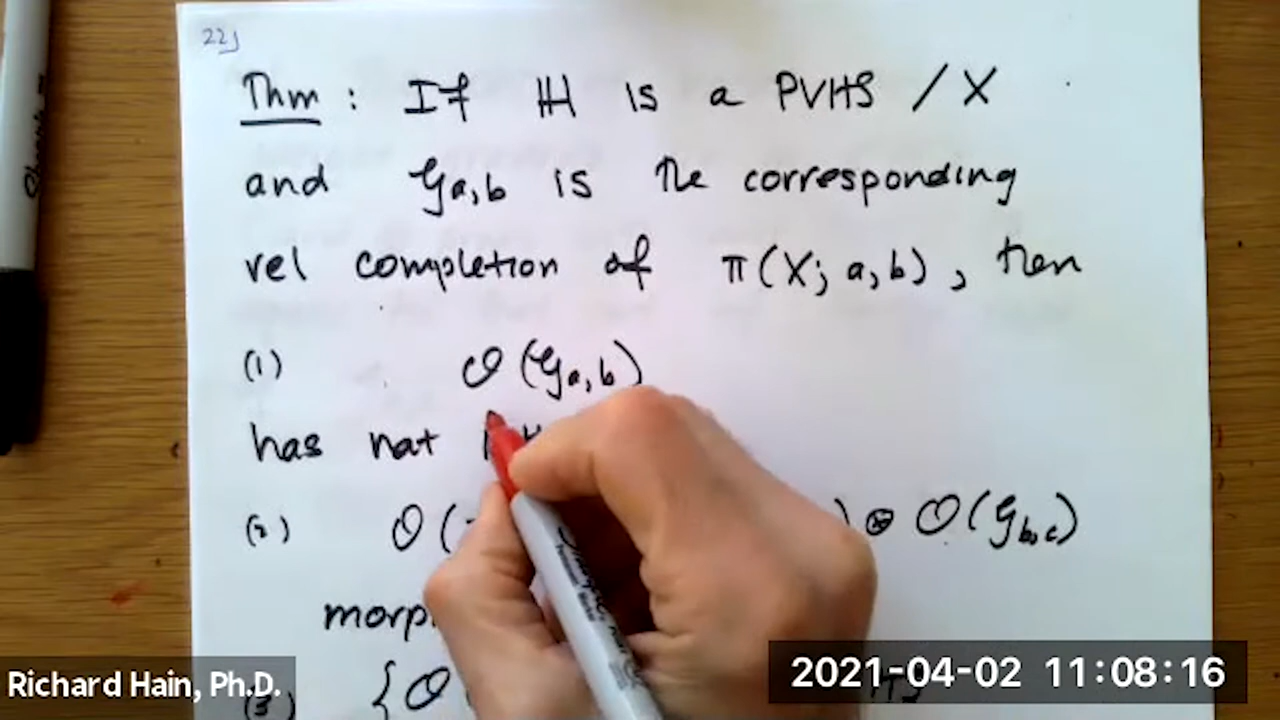 22j
Thm : If ℍ is a PVHS / X
and 𝒢a,b is the corresponding
rel completion of π(X; a, b), then
(1) 𝒪(𝒢a,b)
has nat
(2) 𝒪( ) ⊗ 𝒪(𝒢b,c)
(3) {𝒪
Richard Hain, Ph.D.
2021-04-02 11:08:16